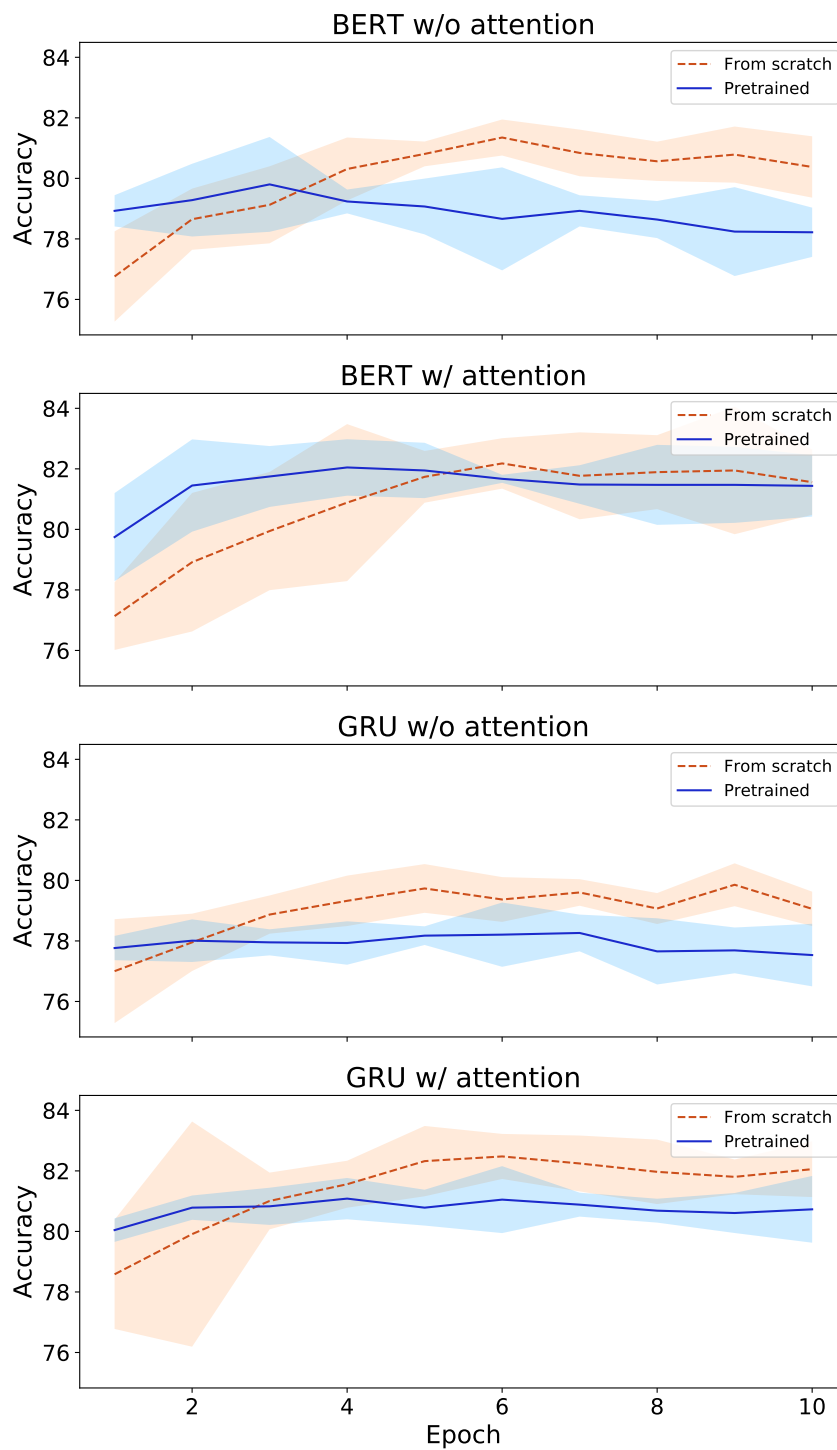 BERT w/o attention
84
82
80
78
76
Accuracy
From scratch
Pretrained
BERT w/ attention
84
82
80
78
76
Accuracy
From scratch
Pretrained
GRU w/o attention
84
82
80
78
76
Accuracy
From scratch
Pretrained
GRU w/ attention
84
82
80
78
76
Accuracy
From scratch
Pretrained
2 4 6 8 10
Epoch